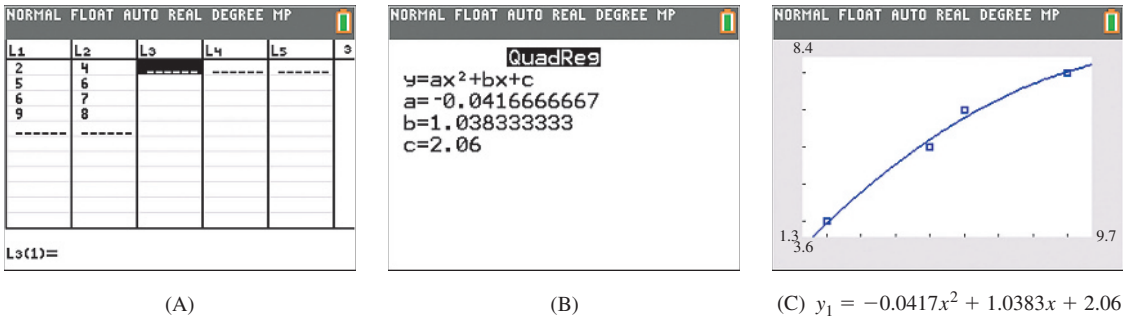 NORMAL FLOAT AUTO REAL DEGREE MP
L1 L2 L3 L4 L5 3
2 4 ------ ------ ------
5 6
6 7
9 8
------ ------
L3(1)=
(A)
NORMAL FLOAT AUTO REAL DEGREE MP
QuadReg
y=ax²+bx+c
a=-0.0416666667
b=1.038333333
c=2.06
(B)
NORMAL FLOAT AUTO REAL DEGREE MP
8.4
1.3
3.6
9.7
(C) y₁ = −0.0417x² + 1.0383x + 2.06